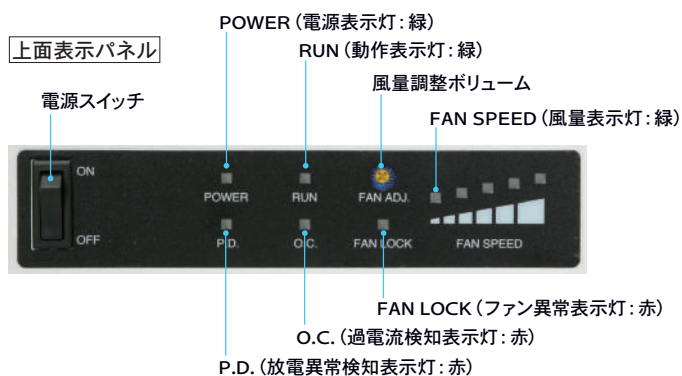 POWER（電源表示灯：緑）
上面表示パネル
RUN（動作表示灯：緑）
風量調整ボリューム
電源スイッチ
FAN SPEED（風量表示灯：緑）
ON
POWER
RUN
FAN ADJ.
OFF
P.D.
O.C.
FAN LOCK
FAN SPEED
FAN LOCK（ファン異常表示灯：赤）
O.C.（過電流検知表示灯：赤）
P.D.（放電異常検知表示灯：赤）